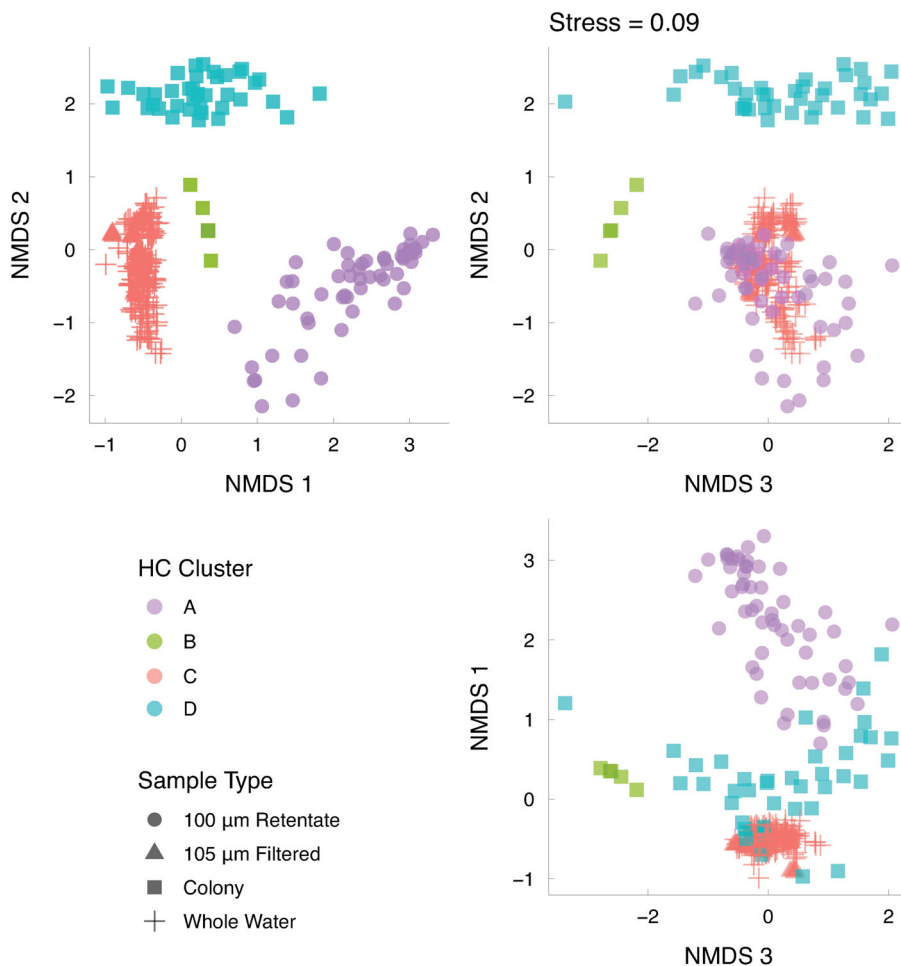 Stress = 0.09
NMDS 2
2
1
0
−1
−2
−1
0
1
2
3
NMDS 1
NMDS 2
2
1
0
−1
−2
−2
0
2
NMDS 3
HC Cluster
A
B
C
D
Sample Type
100 µm Retentate
105 µm Filtered
Colony
Whole Water
NMDS 1
3
2
1
0
−1
−2
0
2
NMDS 3